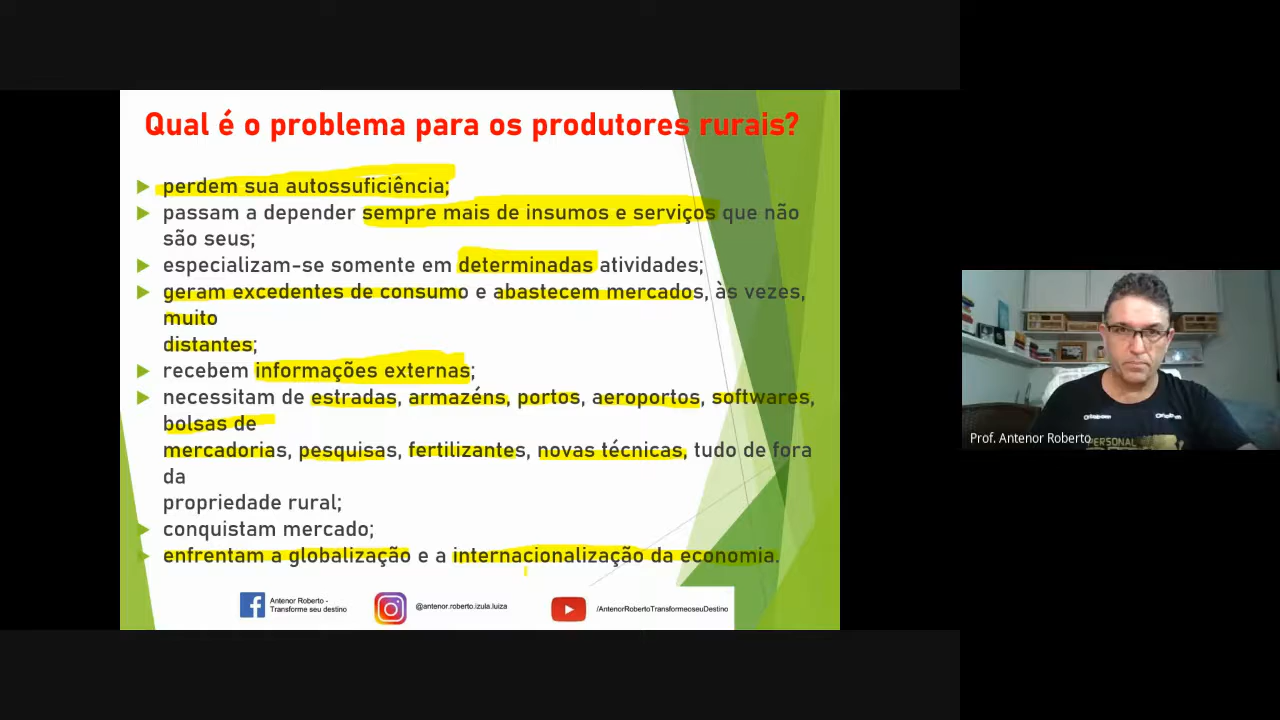 Qual é o problema para os produtores rurais?
perdem sua autossuficiência;
passam a depender sempre mais de insumos e serviços que não
são seus;
especializam-se somente em determinadas atividades;
geram excedentes de consumo e abastecem mercados, às vezes,
muito
distantes;
recebem informações externas;
necessitam de estradas, armazéns, portos, aeroportos, softwares,
bolsas de
mercadorias, pesquisas, fertilizantes, novas técnicas, tudo de fora
da
propriedade rural;
conquistam mercado;
enfrentam a globalização e a internacionalização da economia.
Antenor Roberto -
Transforme seu destino
@antenor.roberto.izula.luiza
/AntenorRobertoTransformeoseuDestino
Prof. Antenor Roberto
PERSONAL